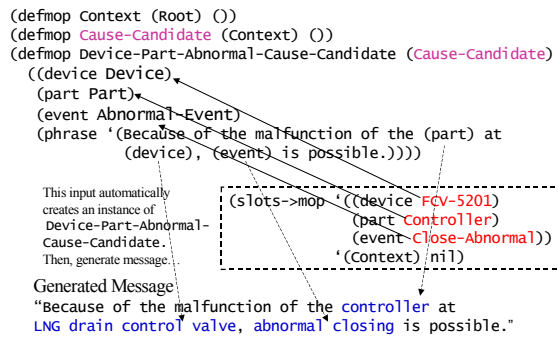 (defmop Context (Root) ())
(defmop Cause-Candidate (Context) ())
(defmop Device-Part-Abnormal-Cause-Candidate (Cause-Candidate)
((device Device)
(part Part)
(event Abnormal-Event)
(phrase ‘(Because of the malfunction of the (part) at
(device), (event) is possible.))))
This input automatically
creates an instance of
Device-Part-Abnormal-
Cause-Candidate.
Then, generate message…
(slots->mop ‘((device FCV-5201)
(part Controller)
(event Close-Abnormal))
‘(Context) nil)
Generated Message
“Because of the malfunction of the controller at
LNG drain control valve, abnormal closing is possible.”